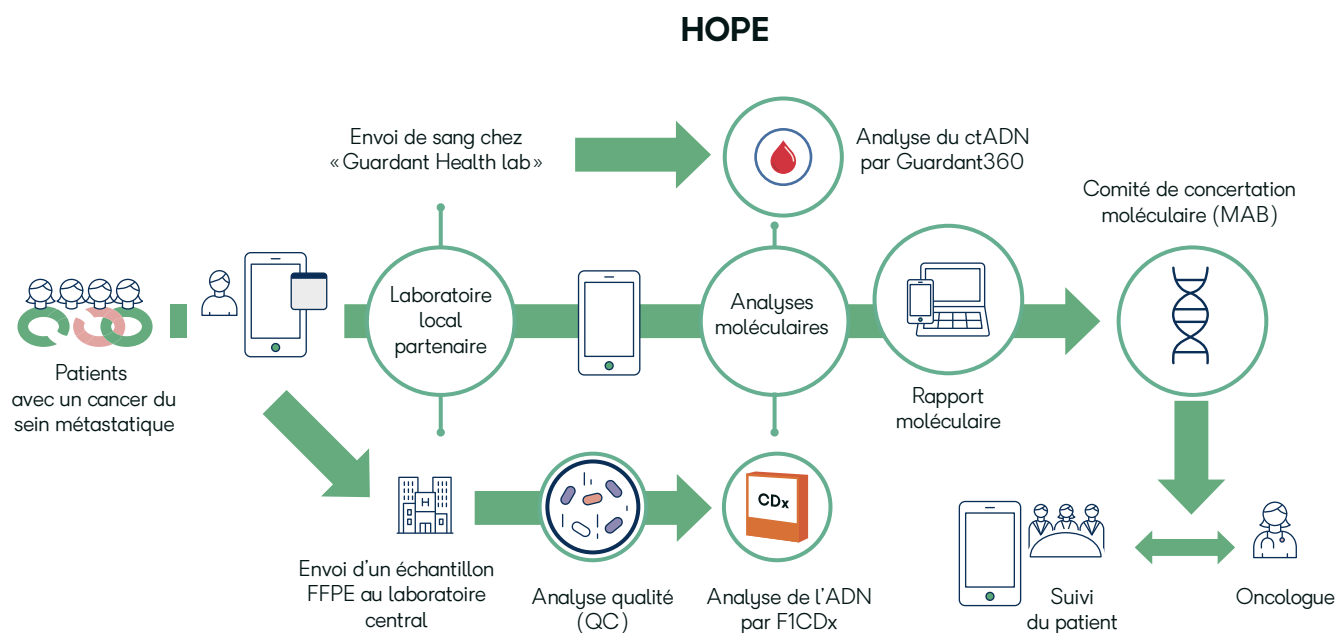 HOPE
Envoi de sang chez
« Guardant Health lab »
Analyse du ctADN
par Guardant360
Comité de concertation
moléculaire (MAB)
Patients
avec un cancer du
sein métastatique
Laboratoire
local
partenaire
Analyses
moléculaires
Rapport
moléculaire
H
Envoi d'un échantillon
FFPE au laboratoire
central
Analyse qualité
(QC)
CDx
Analyse de l'ADN
par F1CDx
Suivi
du patient
Oncologue